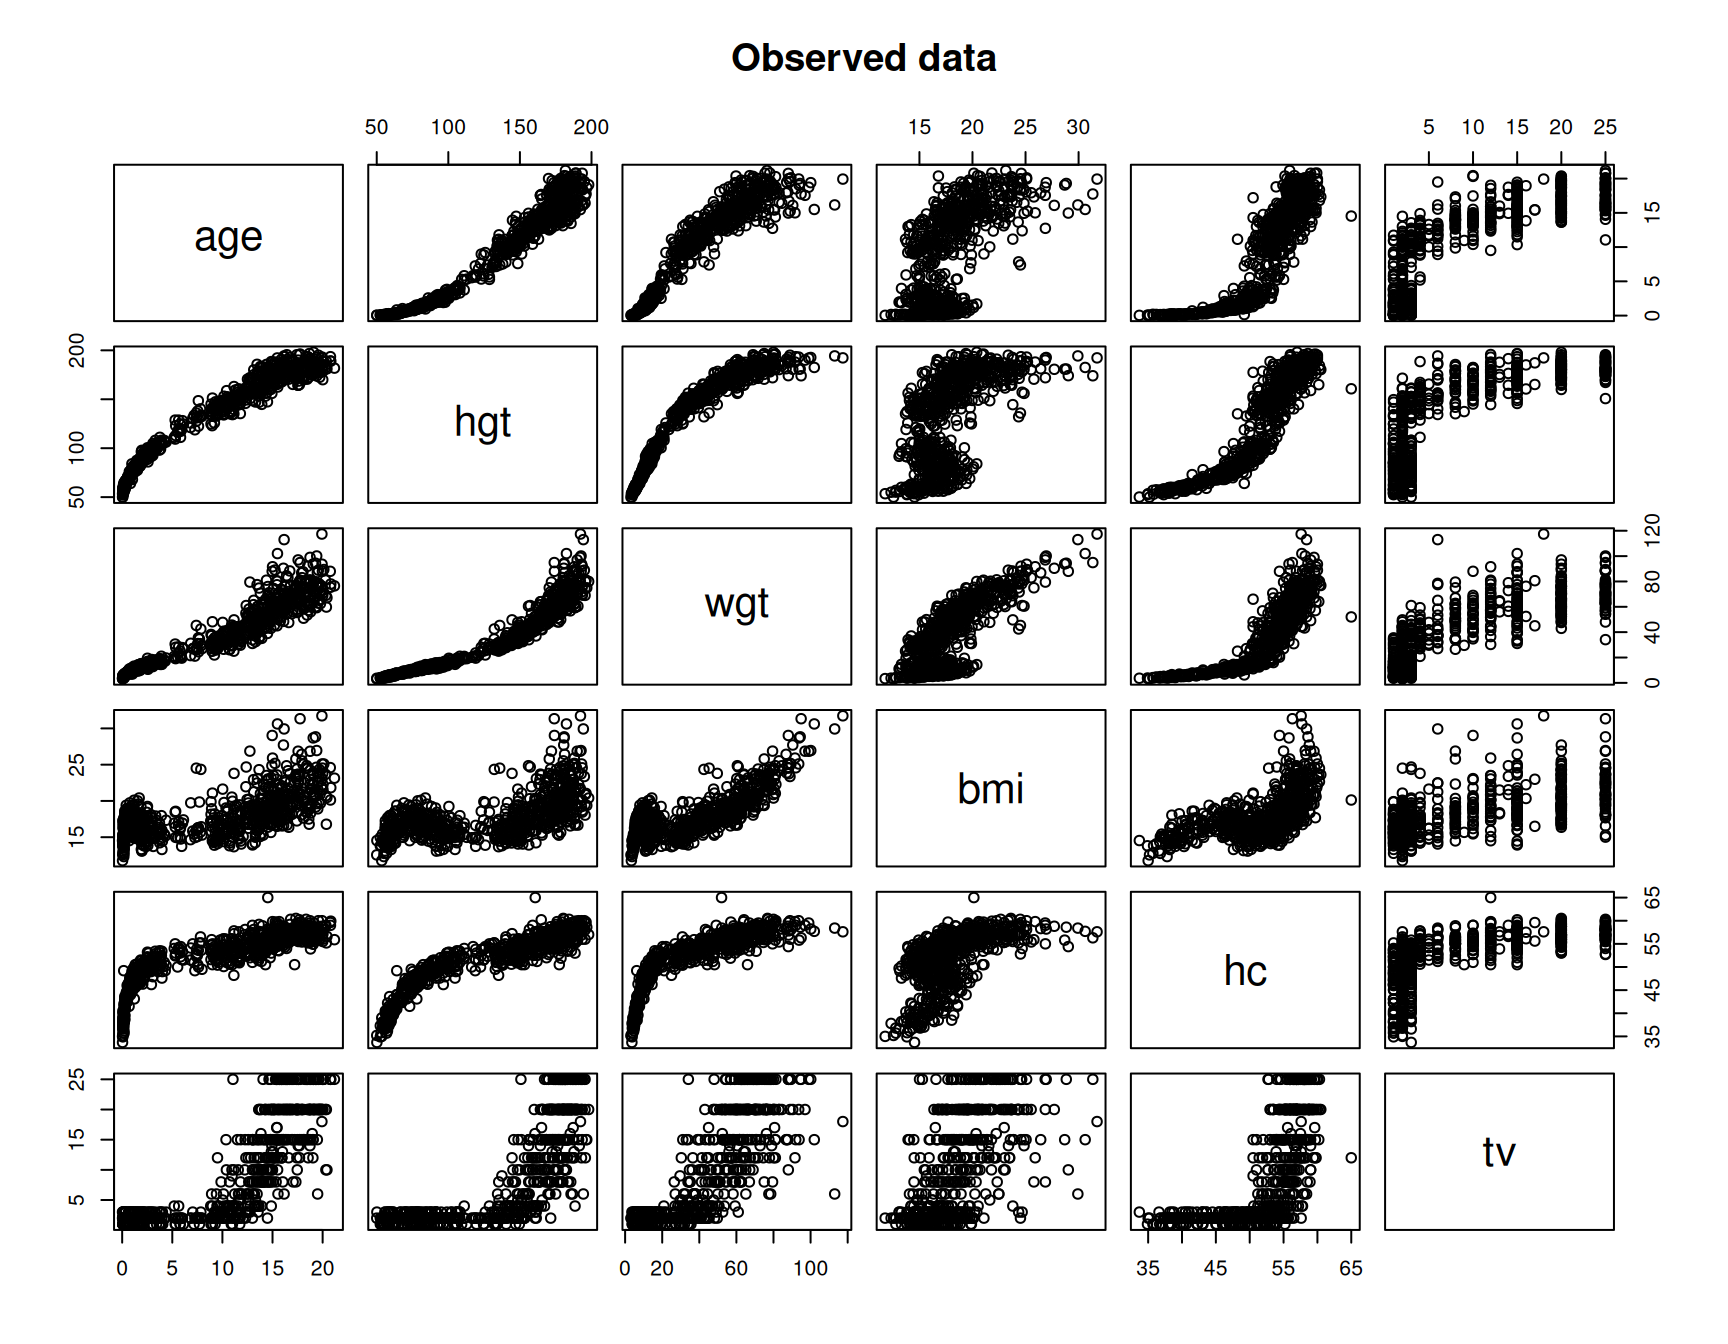 Observed data
50 100 150 200
15 20 25 30
5 10 15 20 25
age
0 5 15
50 100 200
hgt
wgt
0 40 80 120
15 25
bmi
hc
35 45 55 65
5 15 25
tv
0 5 10 15 20
0 20 60 100
35 45 55 65